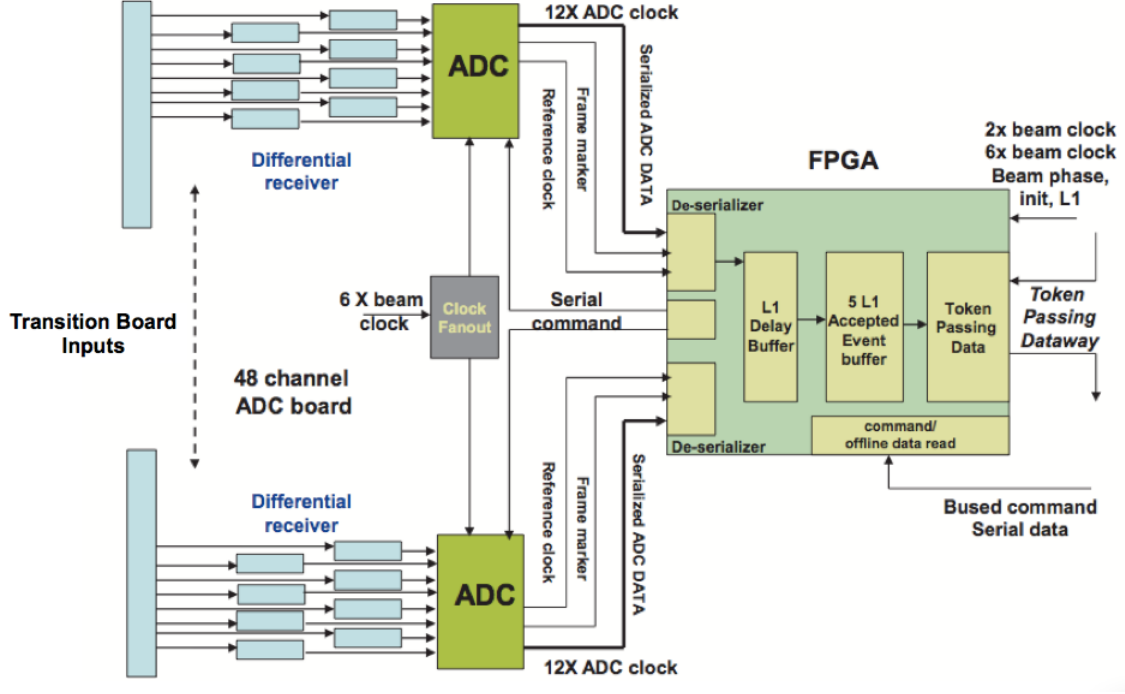 12X ADC clock
ADC
Differential
receiver
Reference clock
Frame marker
Serialized ADC DATA
FPGA
2x beam clock
6x beam clock
Beam phase,
init, L1
De-serializer
6 X beam
clock
Clock
Fanout
Serial
command
L1
Delay
Buffer
5 L1
Accepted
Event
buffer
Token
Passing
Data
Token
Passing
Dataway
Transition Board
Inputs
48 channel
ADC board
command/
offline data read
De-serializer
Bused command
Serial data
Differential
receiver
Reference clock
Frame marker
Serialized ADC DATA
ADC
12X ADC clock